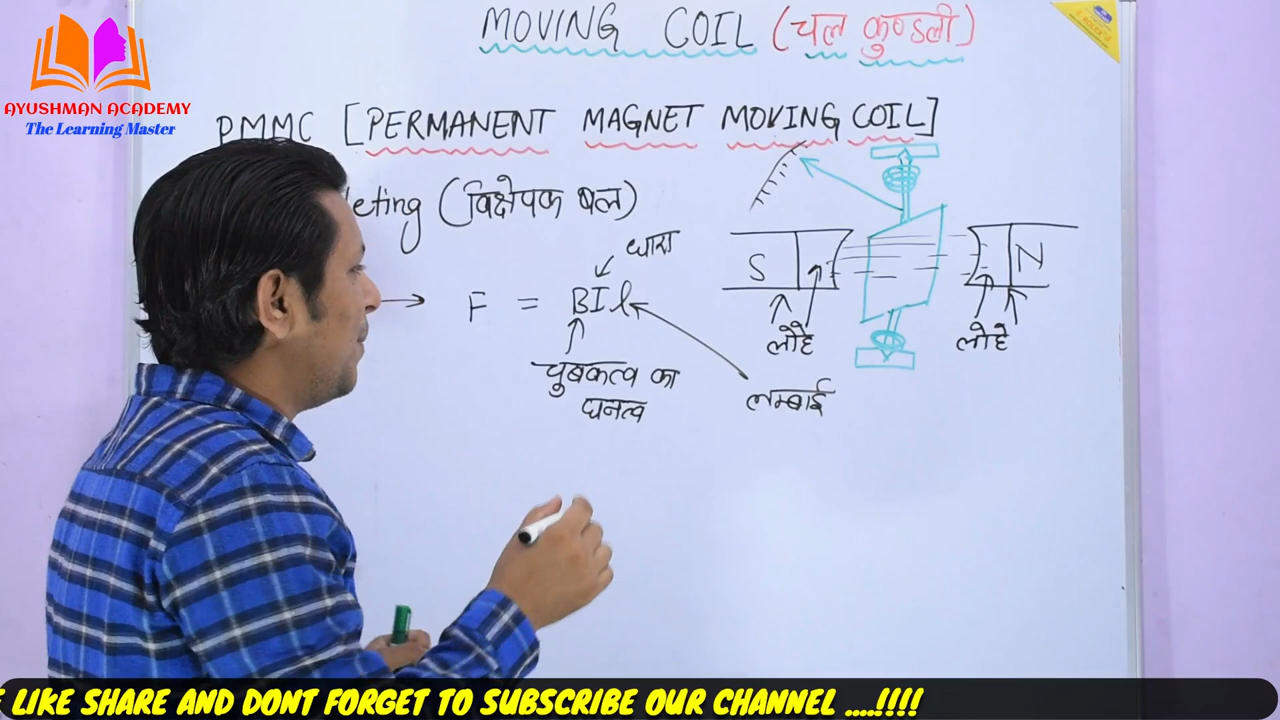 MOVING COIL (चल कुण्डली)
AYUSHMAN ACADEMY
The Learning Master
PMMC [PERMANENT MAGNET MOVING COIL]
leting (विक्षेपक बल)
धारा
F = BIl
S
N
लोहे
लोहे
चुबकत्व का
घनत्व
लम्बाई
LIKE SHARE AND DONT FORGET TO SUBSCRIBE OUR CHANNEL ....!!!!